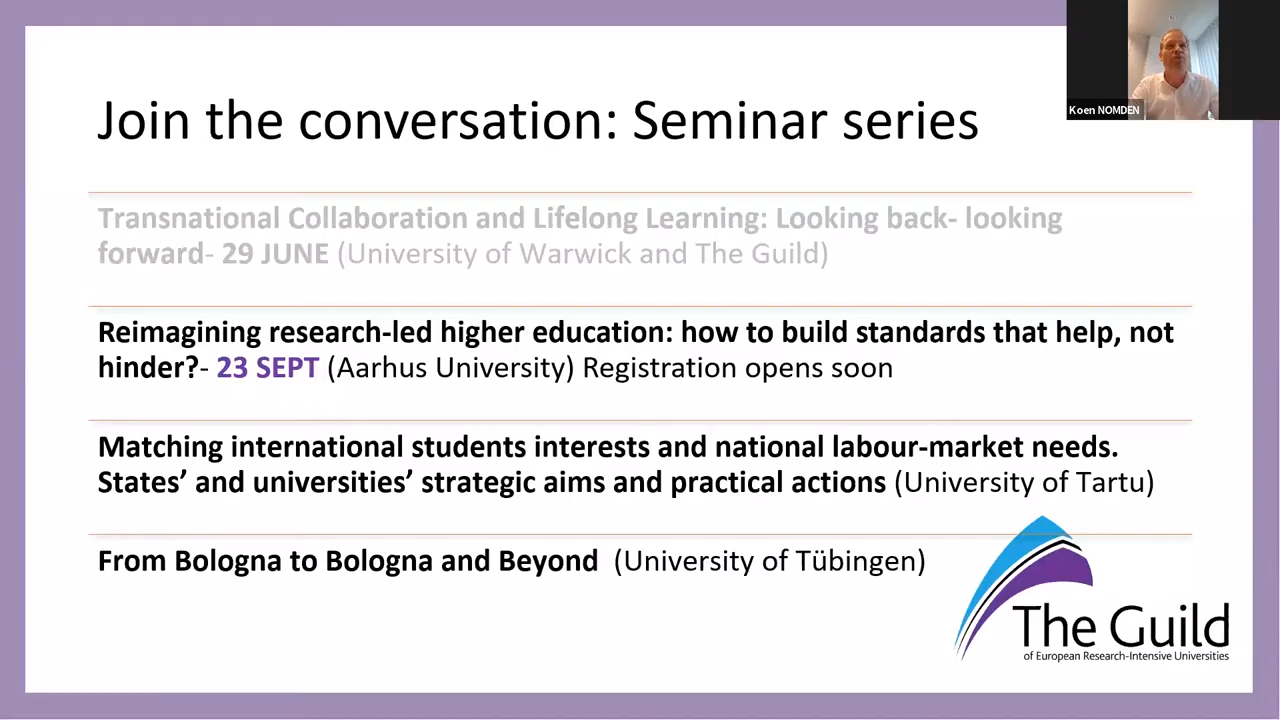 Koen NOMDEN
Join the conversation: Seminar series
Transnational Collaboration and Lifelong Learning: Looking back- looking
forward- 29 JUNE (University of Warwick and The Guild)
Reimagining research-led higher education: how to build standards that help, not
hinder?- 23 SEPT (Aarhus University) Registration opens soon
Matching international students interests and national labour-market needs.
States’ and universities’ strategic aims and practical actions (University of Tartu)
From Bologna to Bologna and Beyond (University of Tübingen)
The Guild
of European Research-Intensive Universities